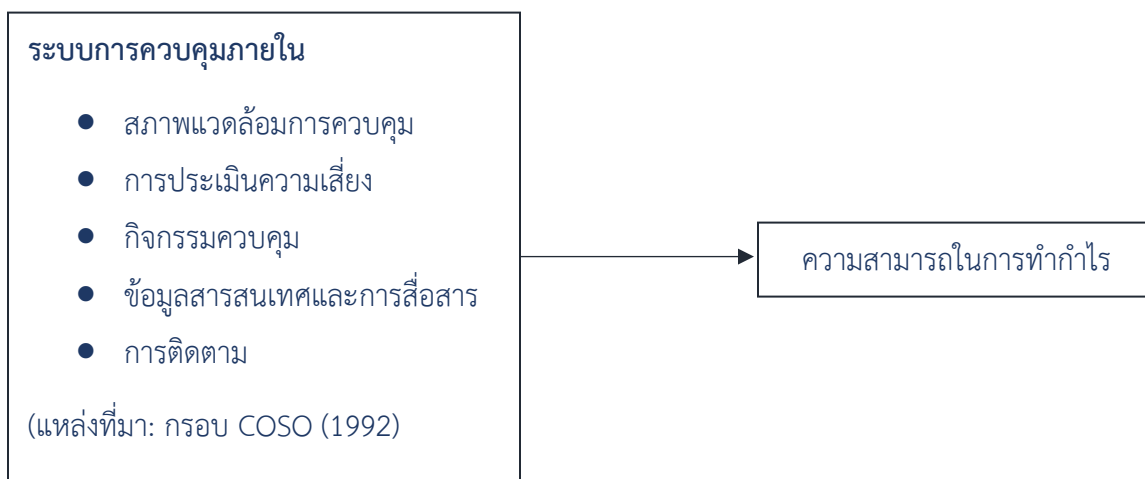 ระบบการควบคุมภายใน
● สภาพแวดล้อมการควบคุม
● การประเมินความเสี่ยง
● กิจกรรมควบคุม
● ข้อมูลสารสนเทศและการสื่อสาร
● การติดตาม
(แหล่งที่มา: กรอบ COSO (1992)
ความสามารถในการทำกำไร